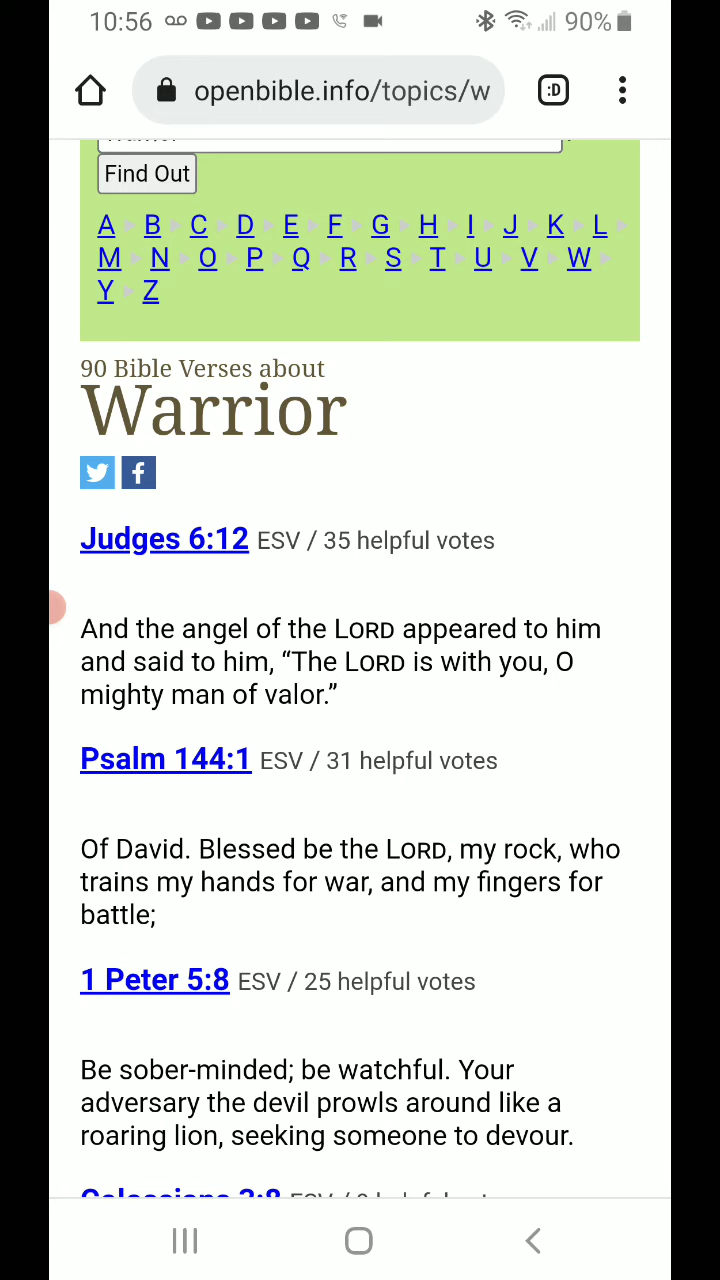 10:56 90%
openbible.info/topics/w :D
Find Out
A B C D E F G H I J K L
M N O P Q R S T U V W
Y Z
90 Bible Verses about
Warrior
Judges 6:12 ESV / 35 helpful votes
And the angel of the LORD appeared to him
and said to him, “The LORD is with you, O
mighty man of valor.”
Psalm 144:1 ESV / 31 helpful votes
Of David. Blessed be the LORD, my rock, who
trains my hands for war, and my fingers for
battle;
1 Peter 5:8 ESV / 25 helpful votes
Be sober-minded; be watchful. Your
adversary the devil prowls around like a
roaring lion, seeking someone to devour.